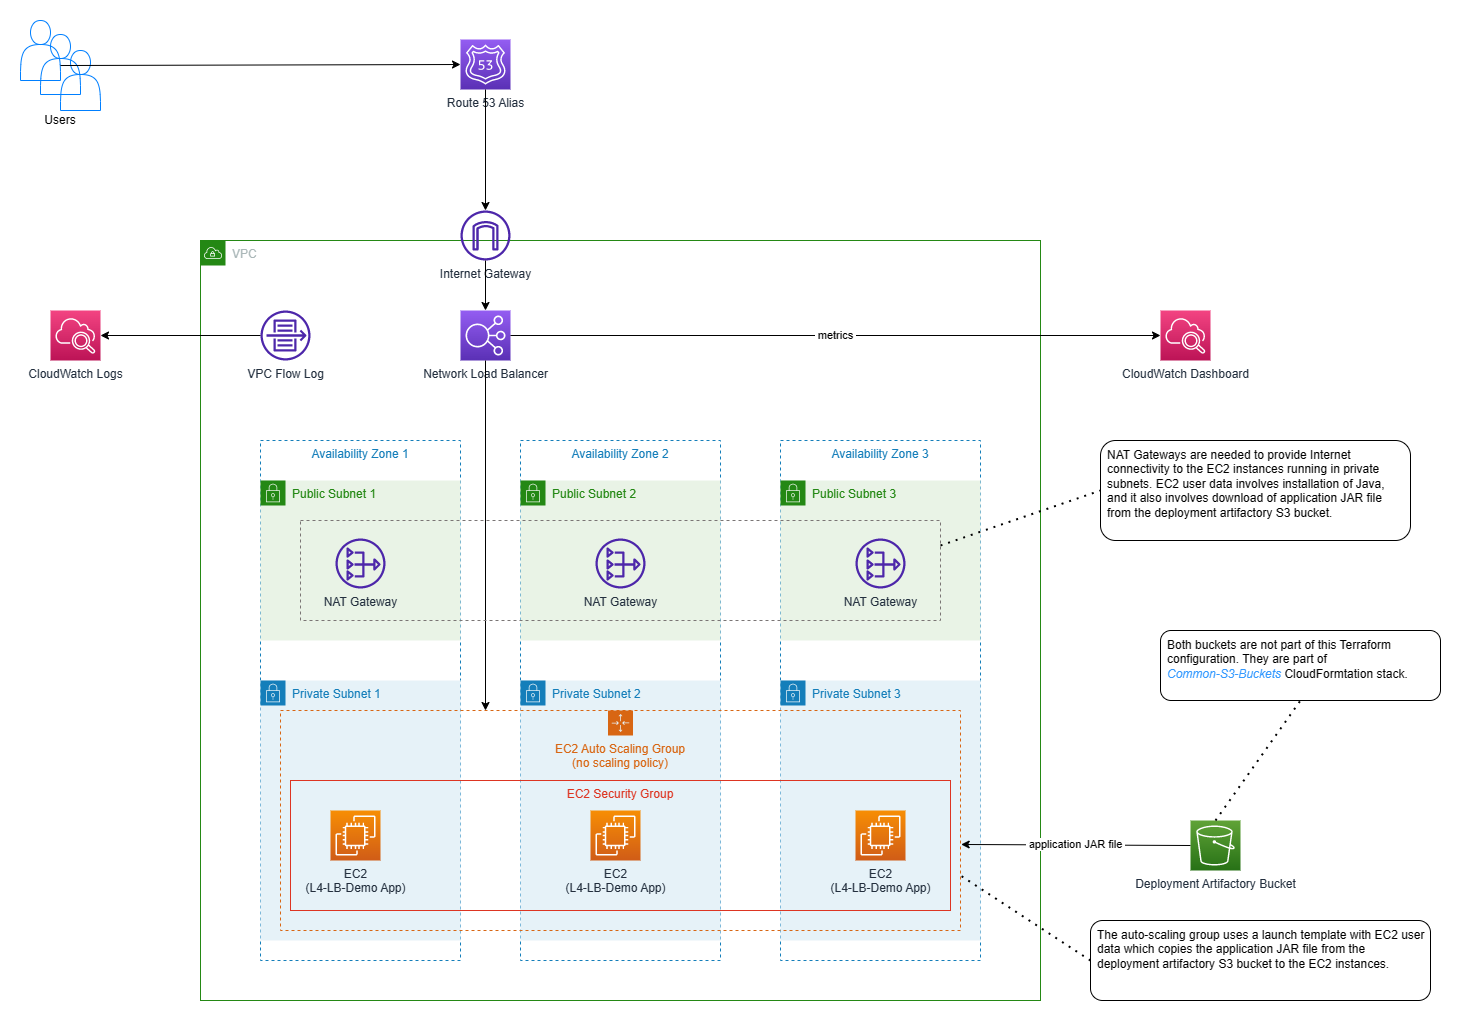 Users
53
Route 53 Alias
VPC
Internet Gateway
CloudWatch Logs
VPC Flow Log
Network Load Balancer
metrics
CloudWatch Dashboard
Availability Zone 1
Availability Zone 2
Availability Zone 3
Public Subnet 1
Public Subnet 2
Public Subnet 3
NAT Gateway
NAT Gateway
NAT Gateway
NAT Gateways are needed to provide Internet
connectivity to the EC2 instances running in private
subnets. EC2 user data involves installation of Java,
and it also involves download of application JAR file
from the deployment artifactory S3 bucket.
Both buckets are not part of this Terraform
configuration. They are part of
Common-S3-Buckets CloudFormtation stack.
Private Subnet 1
Private Subnet 2
Private Subnet 3
EC2 Auto Scaling Group
(no scaling policy)
EC2 Security Group
EC2
(L4-LB-Demo App)
EC2
(L4-LB-Demo App)
EC2
(L4-LB-Demo App)
application JAR file
Deployment Artifactory Bucket
The auto-scaling group uses a launch template with EC2 user
data which copies the application JAR file from the
deployment artifactory S3 bucket to the EC2 instances.